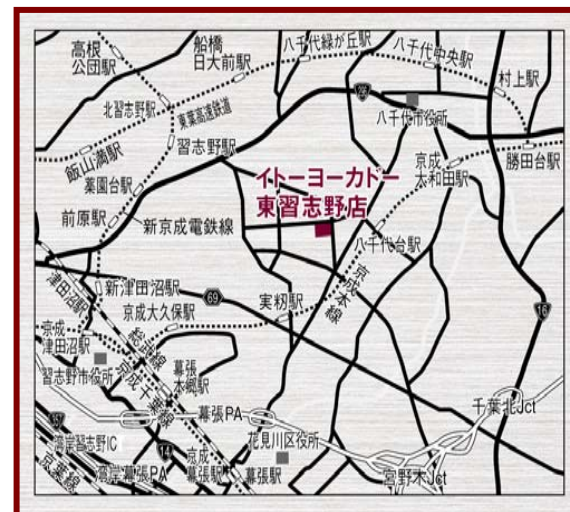 高根
公団駅
船橋
日大前駅
八千代緑が丘駅
八千代中央駅
村上駅
北習志野駅
東葉高速鉄道
296
八千代市役所
飯山満駅
習志野駅
薬園台駅
イトーヨーカドー
東習志野店
京成
大和田駅
勝田台駅
前原駅
新京成電鉄線
八千代台駅
京成本線
津田沼駅
新津田沼駅
69
実籾駅
16
京成大久保駅
京成
津田沼駅
総武線
京成千葉線
習志野市役所
幕張
本郷駅
幕張PA
千葉北Jct
357
湾岸習志野IC
14
花見川区役所
京葉線
湾岸幕張PA
京成
幕張駅
幕張駅
宮野木Jct